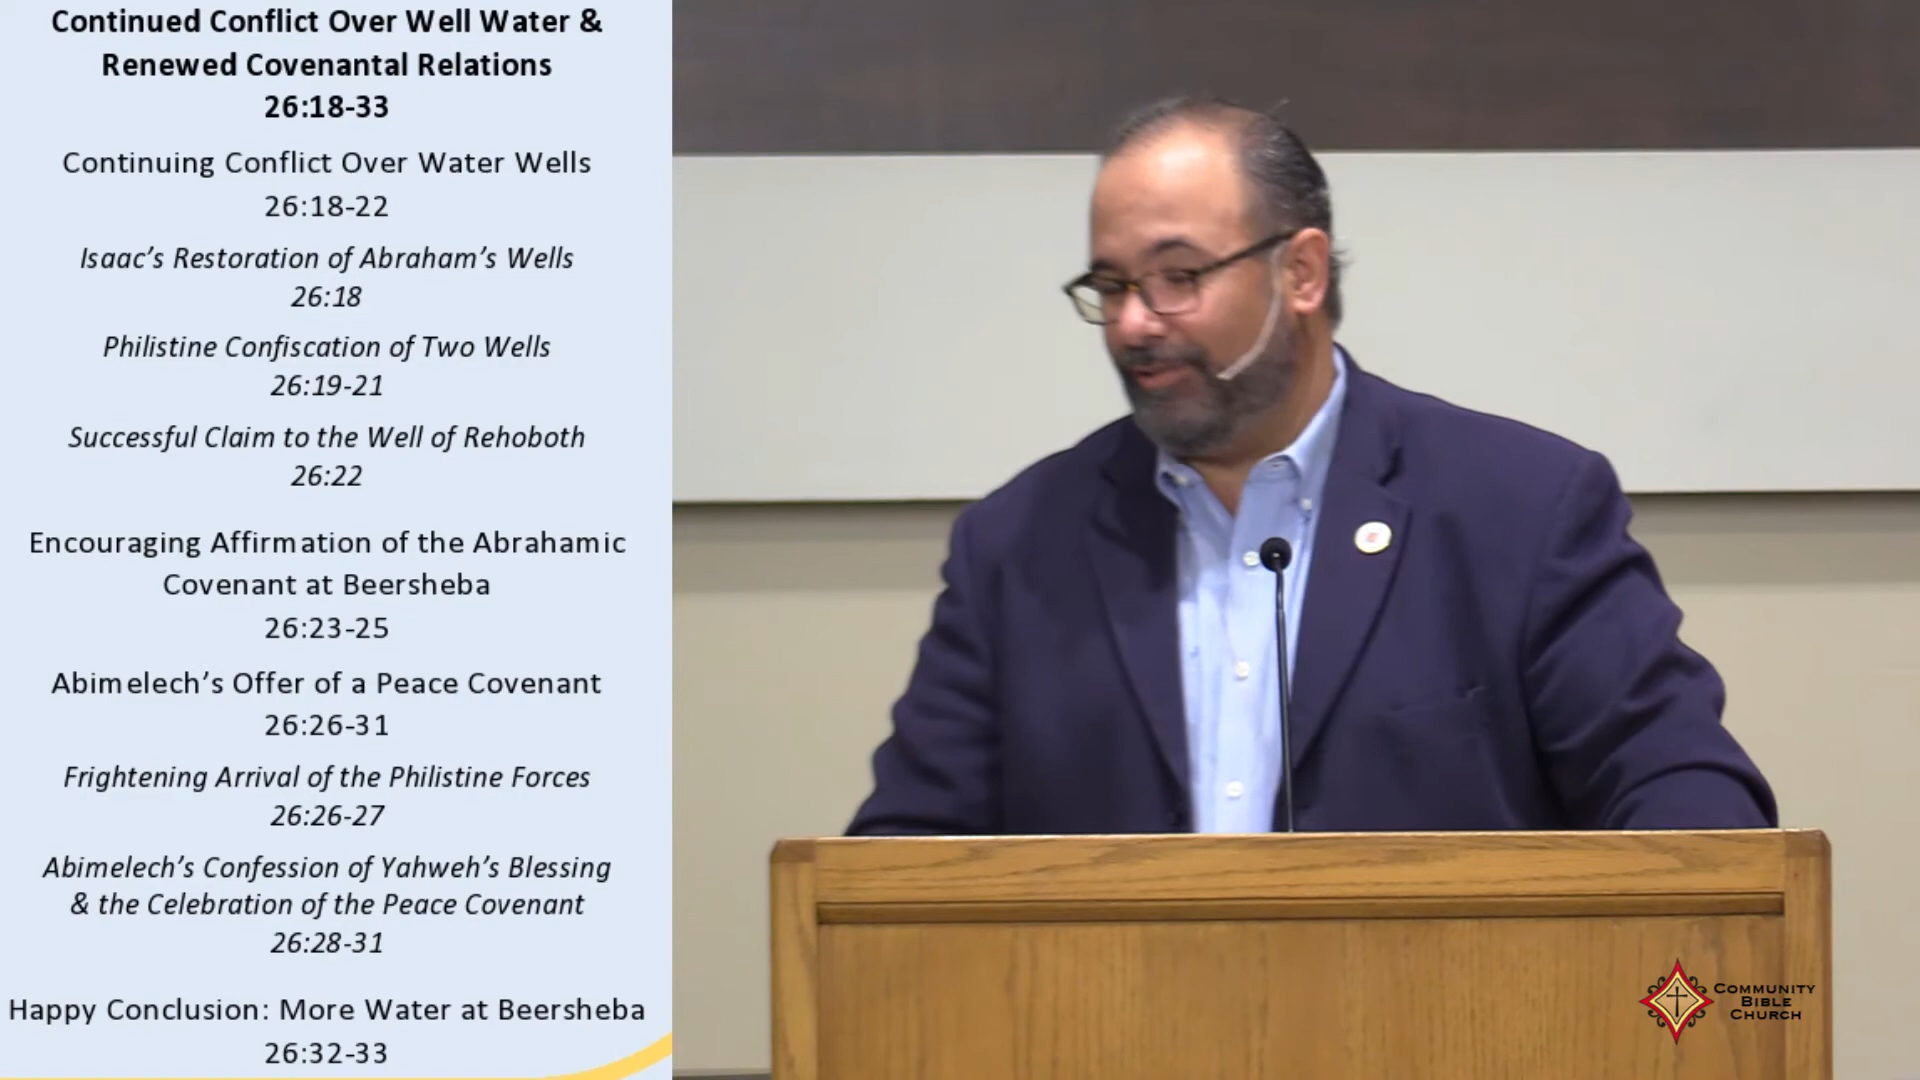 Continued Conflict Over Well Water &
Renewed Covenantal Relations
26:18-33
Continuing Conflict Over Water Wells
26:18-22
Isaac’s Restoration of Abraham’s Wells
26:18
Philistine Confiscation of Two Wells
26:19-21
Successful Claim to the Well of Rehoboth
26:22
Encouraging Affirmation of the Abrahamic
Covenant at Beersheba
26:23-25
Abimelech’s Offer of a Peace Covenant
26:26-31
Frightening Arrival of the Philistine Forces
26:26-27
Abimelech’s Confession of Yahweh’s Blessing
& the Celebration of the Peace Covenant
26:28-31
Happy Conclusion: More Water at Beersheba
26:32-33
Community
Bible
Church